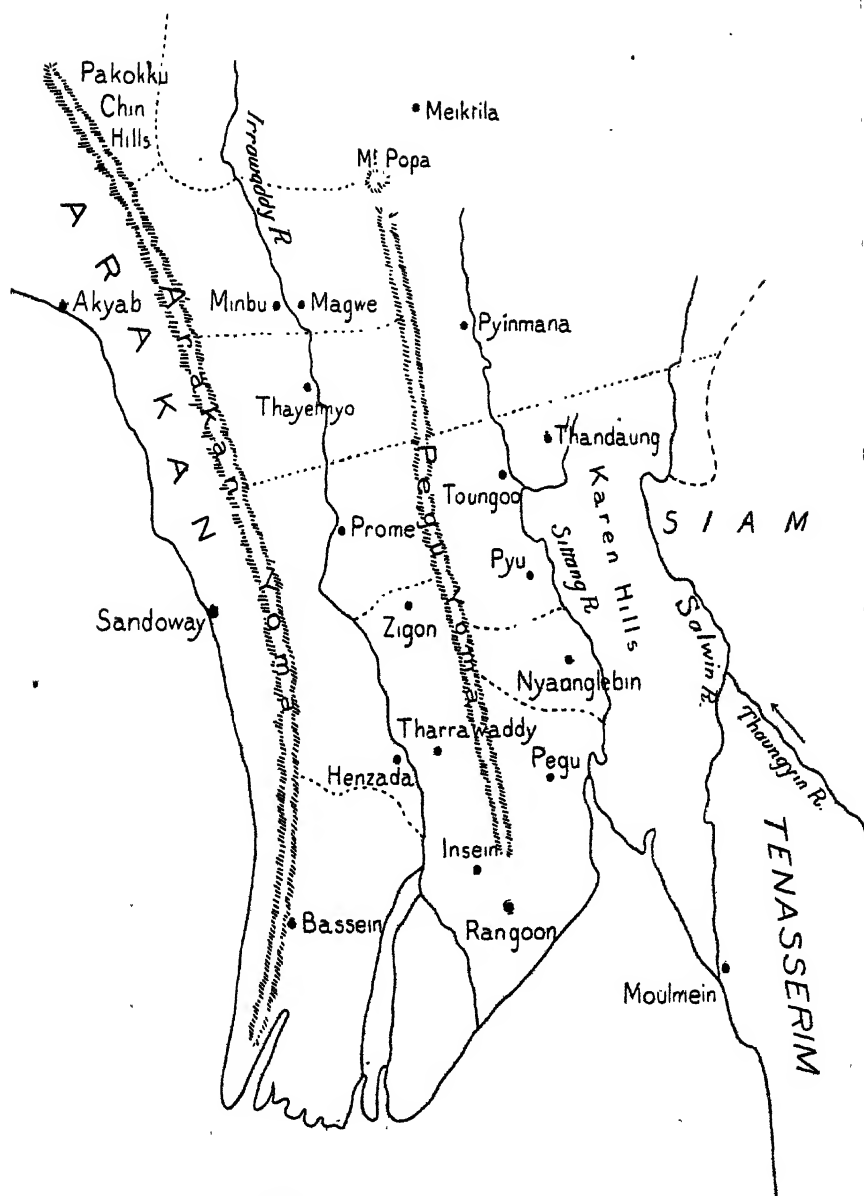 Pakokku
Chin
Hills
Irrawaddy R.
Meiktila
Mt Popa
ARAKAN
Akyab
Minbu
Magwe
Arakan Yoma
Pyinmana
Thayetmyo
Thandaung
Pegu Yoma
Toungoo
Karen Hills
SIAM
Prome
Sittang R.
Pyu
Sandoway
Zigon
Salwin R.
Nyaunglebin
Thaungyin R.
Tharrawaddy
Henzada
Pegu
Insein
TENASSERIM
Bassein
Rangoon
Moulmein